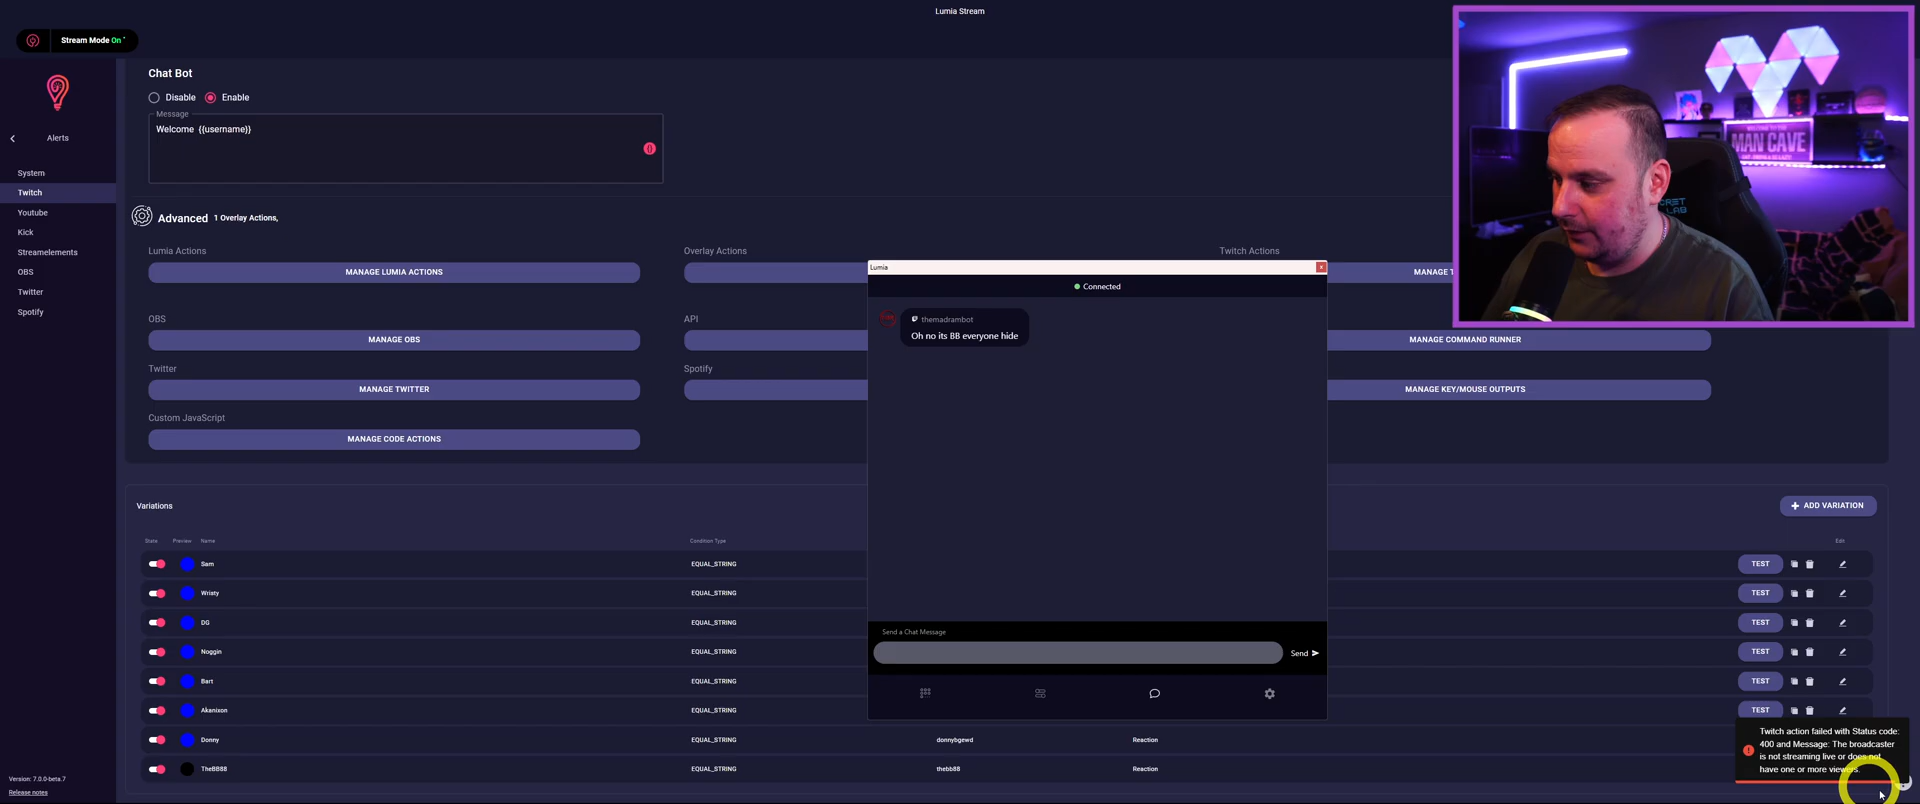 Lumia Stream
Stream Mode On
Alerts
System
Twitch
Youtube
Kick
Streamelements
OBS
Twitter
Spotify
Version: 7.0.0-beta.7
Release notes
Chat Bot
Disable
Enable
Message
Welcome {{username}}
Advanced 1 Overlay Actions,
Lumia Actions
Overlay Actions
Twitch Actions
MANAGE LUMIA ACTIONS
MANAGE T
OBS
API
MANAGE OBS
MANAGE COMMAND RUNNER
Twitter
Spotify
MANAGE TWITTER
MANAGE KEY/MOUSE OUTPUTS
Custom JavaScript
MANAGE CODE ACTIONS
Lumia
Connected
themadrambot
Oh no its BB everyone hide
Send a Chat Message
Send
MAN CAVE
CRET
LAB
Variations
ADD VARIATION
State Preview Name Condition Type Edit
Sam EQUAL_STRING TEST
Wristy EQUAL_STRING TEST
DG EQUAL_STRING TEST
Noggin EQUAL_STRING TEST
Bart EQUAL_STRING TEST
Akanixon EQUAL_STRING TEST
Donny EQUAL_STRING donnybgewd Reaction
TheBB88 EQUAL_STRING thebb88 Reaction
Twitch action failed with Status code:
400 and Message: The broadcaster
is not streaming live or does not
have one or more viewers.